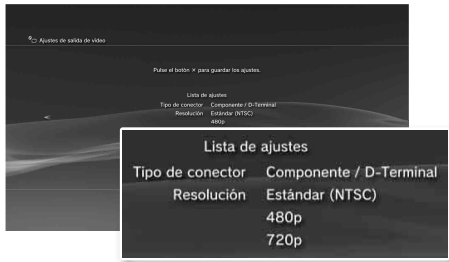 Ajustes de salida de vídeo
Pulse el botón × para guardar los ajustes.
Lista de ajustes
Tipo de conector Componente / D-Terminal
Resolución Estándar (NTSC)
480p
Lista de ajustes
Tipo de conector Componente / D-Terminal
Resolución Estándar (NTSC)
480p
720p